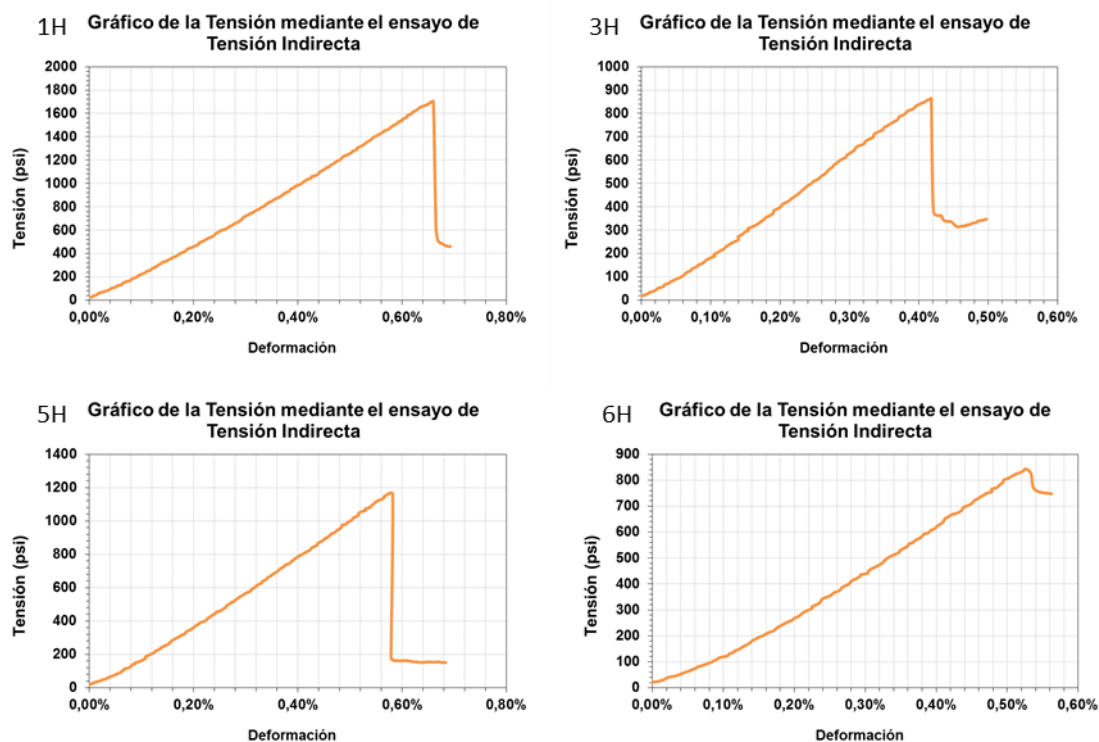 1H
Gráfico de la Tensión mediante el ensayo de
Tensión Indirecta
Tensión (psi)
2000
1800
1600
1400
1200
1000
800
600
400
200
0
0,00% 0,20% 0,40% 0,60% 0,80%
Deformación
3H
Gráfico de la Tensión mediante el ensayo de
Tensión Indirecta
Tensión (psi)
1000
900
800
700
600
500
400
300
200
100
0
0,00% 0,10% 0,20% 0,30% 0,40% 0,50% 0,60%
Deformación
5H
Gráfico de la Tensión mediante el ensayo de
Tensión Indirecta
Tensión (psi)
1400
1200
1000
800
600
400
200
0
0,00% 0,20% 0,40% 0,60% 0,80%
Deformación
6H
Gráfico de la Tensión mediante el ensayo de
Tensión Indirecta
Tensión (psi)
900
800
700
600
500
400
300
200
100
0
0,00% 0,10% 0,20% 0,30% 0,40% 0,50% 0,60%
Deformación